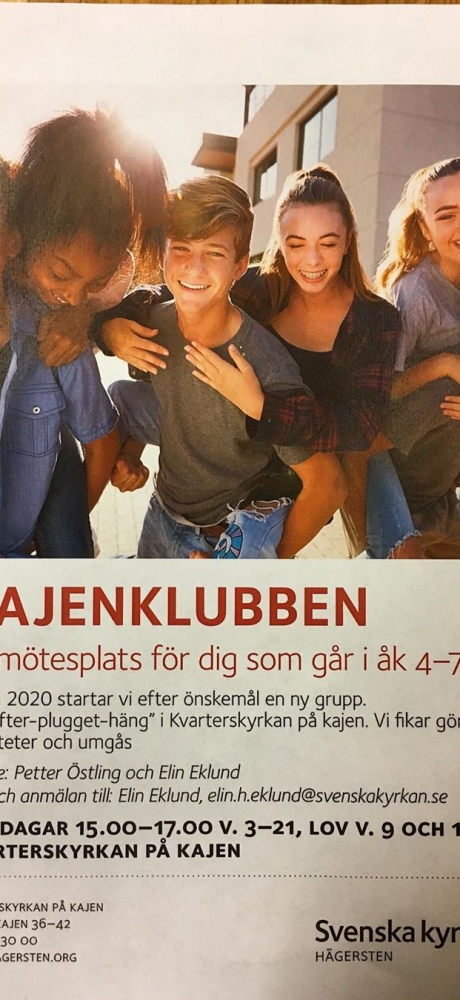 AJENKLUBBEN
mötesplats för dig som går i åk 4–7
2020 startar vi efter önskemål en ny grupp.
fter-plugget-häng" i Kvarterskyrkan på kajen. Vi fikar gör
teter och umgås
e: Petter Östling och Elin Eklund
ch anmälan till: Elin Eklund, elin.h.eklund@svenskakyrkan.se
DAGAR 15.00–17.00 V. 3–21, LOV V. 9 OCH 1
RTERSKYRKAN PÅ KAJEN
SKYRKAN PÅ KAJEN
AJEN 36–42
30 00
ÄGERSTEN.ORG
Svenska kyr
HÄGERSTEN